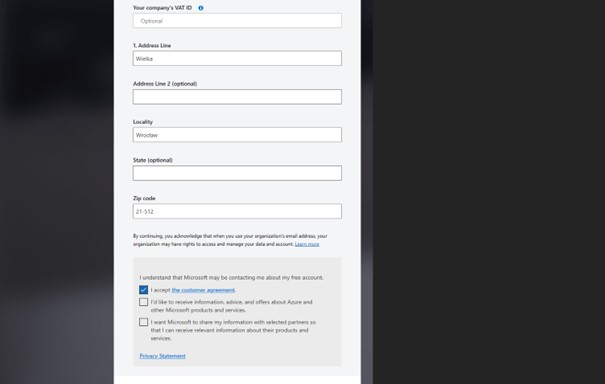 Your company's VAT ID
Optional
1. Address Line
Wielka
Address Line 2 (optional)
Locality
Wrocław
State (optional)
Zip code
21-512
By continuing, you acknowledge that when you use your organization's email address, your
organization may have rights to access and manage your data and account. Learn more
I understand that Microsoft may be contacting me about my free account.
I accept the customer agreement.
I'd like to receive information, advice, and offers about Azure and
other Microsoft products and services.
I want Microsoft to share my information with selected partners so
that I can receive relevant information about their products and
services.
Privacy Statement